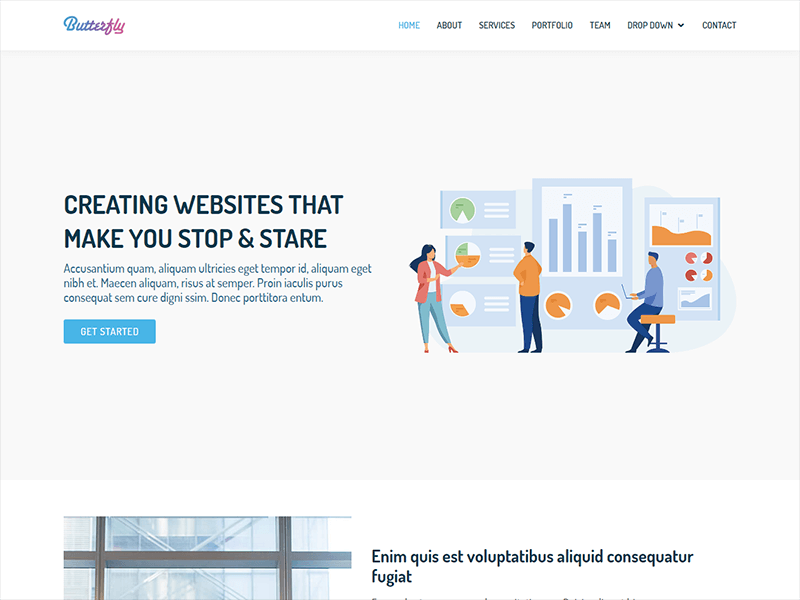 Butterfly
HOME ABOUT SERVICES PORTFOLIO TEAM DROP DOWN CONTACT
CREATING WEBSITES THAT
MAKE YOU STOP & STARE
Accusantium quam, aliquam ultricies eget tempor id, aliquam eget
nibh et. Maecen aliquam, risus at semper. Proin iaculis purus
consequat sem cure digni ssim. Donec porttitora entum.
GET STARTED
Enim quis est voluptatibus aliquid consequatur
fugiat